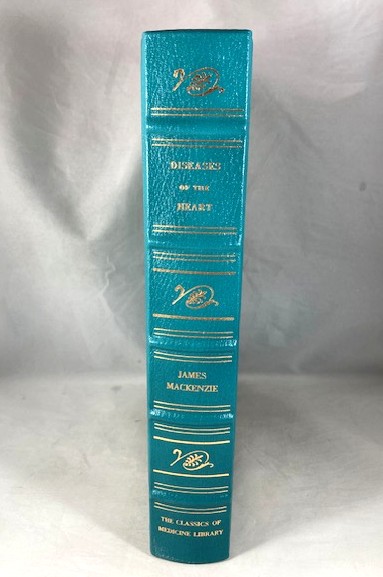 DISEASES
OF THE
HEART
JAMES
MACKENZIE
THE CLASSICS OF
MEDICINE LIBRARY